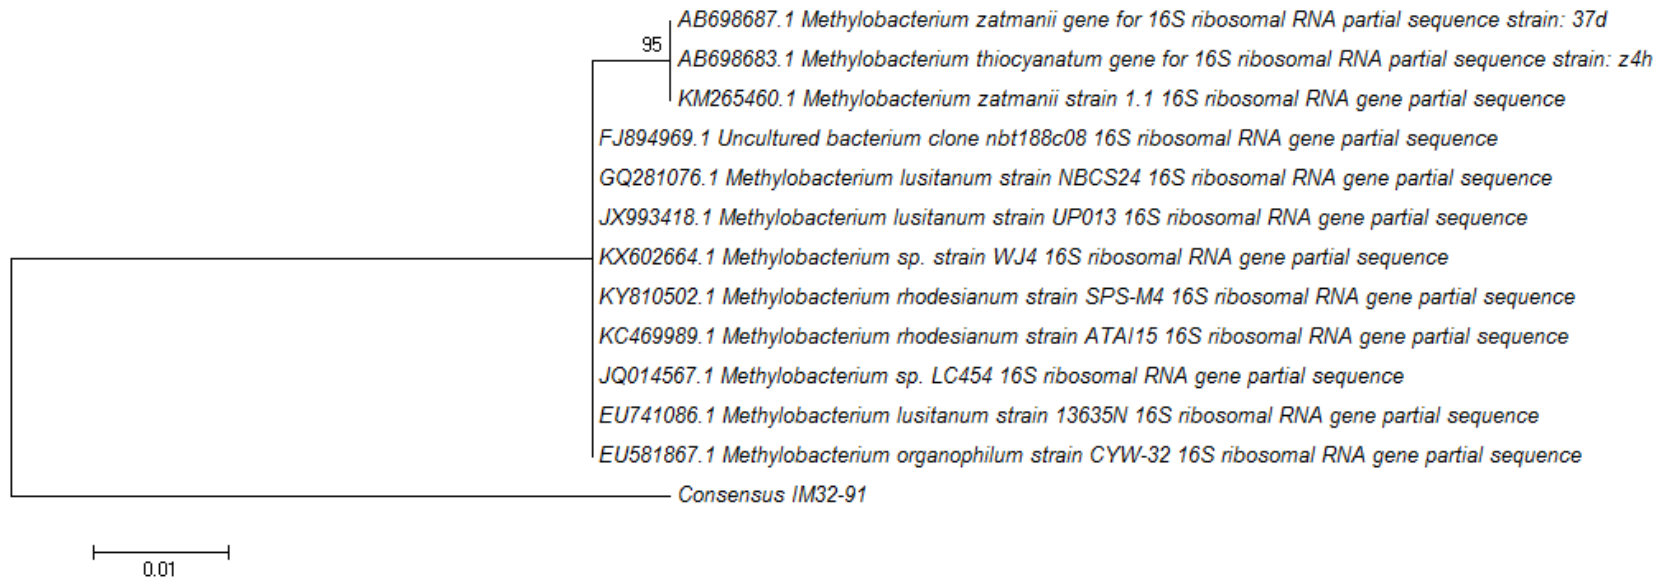 AB698687.1 Methylobacterium zatmanii gene for 16S ribosomal RNA partial sequence strain: 37d
95
AB698683.1 Methylobacterium thiocyanatum gene for 16S ribosomal RNA partial sequence strain: z4h
KM265460.1 Methylobacterium zatmanii strain 1.1 16S ribosomal RNA gene partial sequence
FJ894969.1 Uncultured bacterium clone nbt188c08 16S ribosomal RNA gene partial sequence
GQ281076.1 Methylobacterium lusitanum strain NBCS24 16S ribosomal RNA gene partial sequence
JX993418.1 Methylobacterium lusitanum strain UP013 16S ribosomal RNA gene partial sequence
KX602664.1 Methylobacterium sp. strain WJ4 16S ribosomal RNA gene partial sequence
KY810502.1 Methylobacterium rhodesianum strain SPS-M4 16S ribosomal RNA gene partial sequence
KC469989.1 Methylobacterium rhodesianum strain ATAI15 16S ribosomal RNA gene partial sequence
JQ014567.1 Methylobacterium sp. LC454 16S ribosomal RNA gene partial sequence
EU741086.1 Methylobacterium lusitanum strain 13635N 16S ribosomal RNA gene partial sequence
EU581867.1 Methylobacterium organophilum strain CYW-32 16S ribosomal RNA gene partial sequence
Consensus IM32-91
0.01